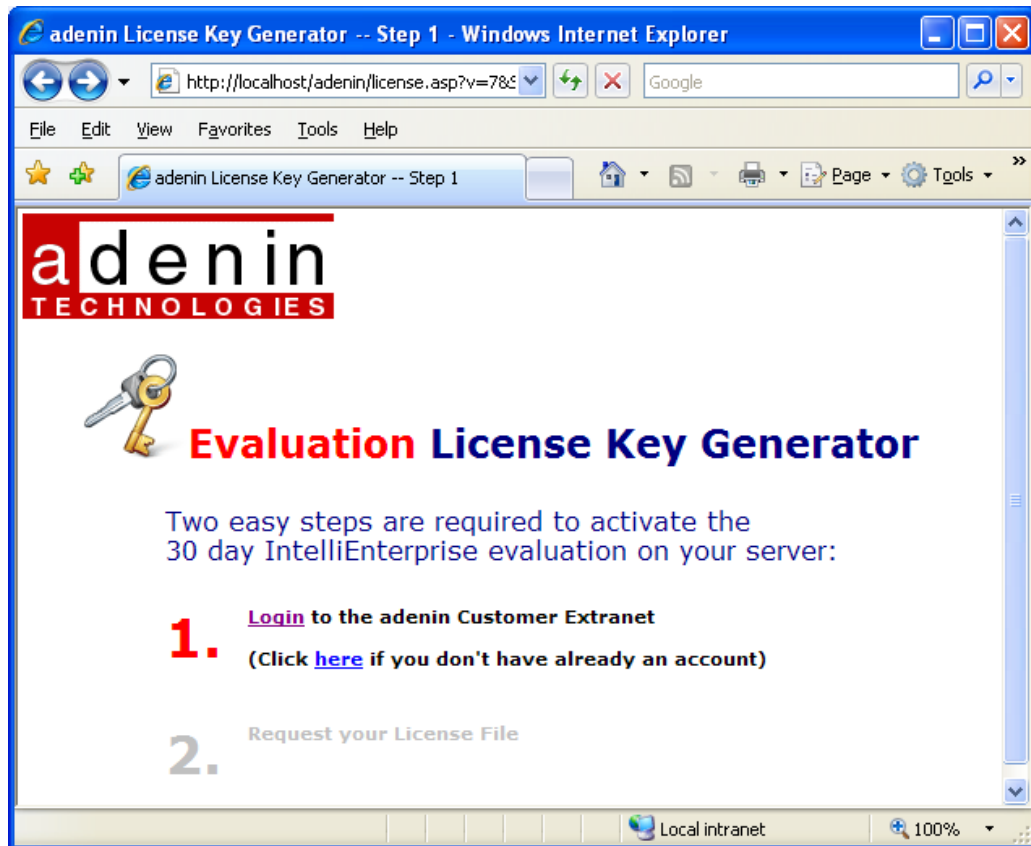 adenin License Key Generator -- Step 1 - Windows Internet Explorer
http://localhost/adenin/license.asp?v=7&
Google
File Edit View Favorites Tools Help
adenin License Key Generator -- Step 1
Page Tools »
adenin
TECHNOLOGIES
Evaluation License Key Generator
Two easy steps are required to activate the
30 day IntelliEnterprise evaluation on your server:
1. Login to the adenin Customer Extranet
(Click here if you don't have already an account)
2. Request your License File
Local intranet 100%